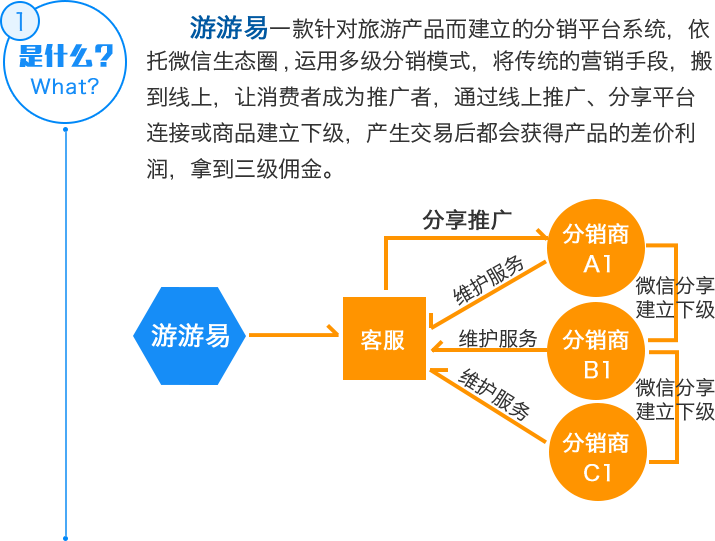 1
是什么?
What?
游游易一款针对旅游产品而建立的分销平台系统，依
托微信生态圈,运用多级分销模式，将传统的营销手段，搬
到线上，让消费者成为推广者，通过线上推广、分享平台
连接或商品建立下级，产生交易后都会获得产品的差价利
润，拿到三级佣金。
分享推广
分销商
A1
维护服务
微信分享
建立下级
游游易
客服
维护服务
分销商
B1
维护服务
微信分享
建立下级
分销商
C1